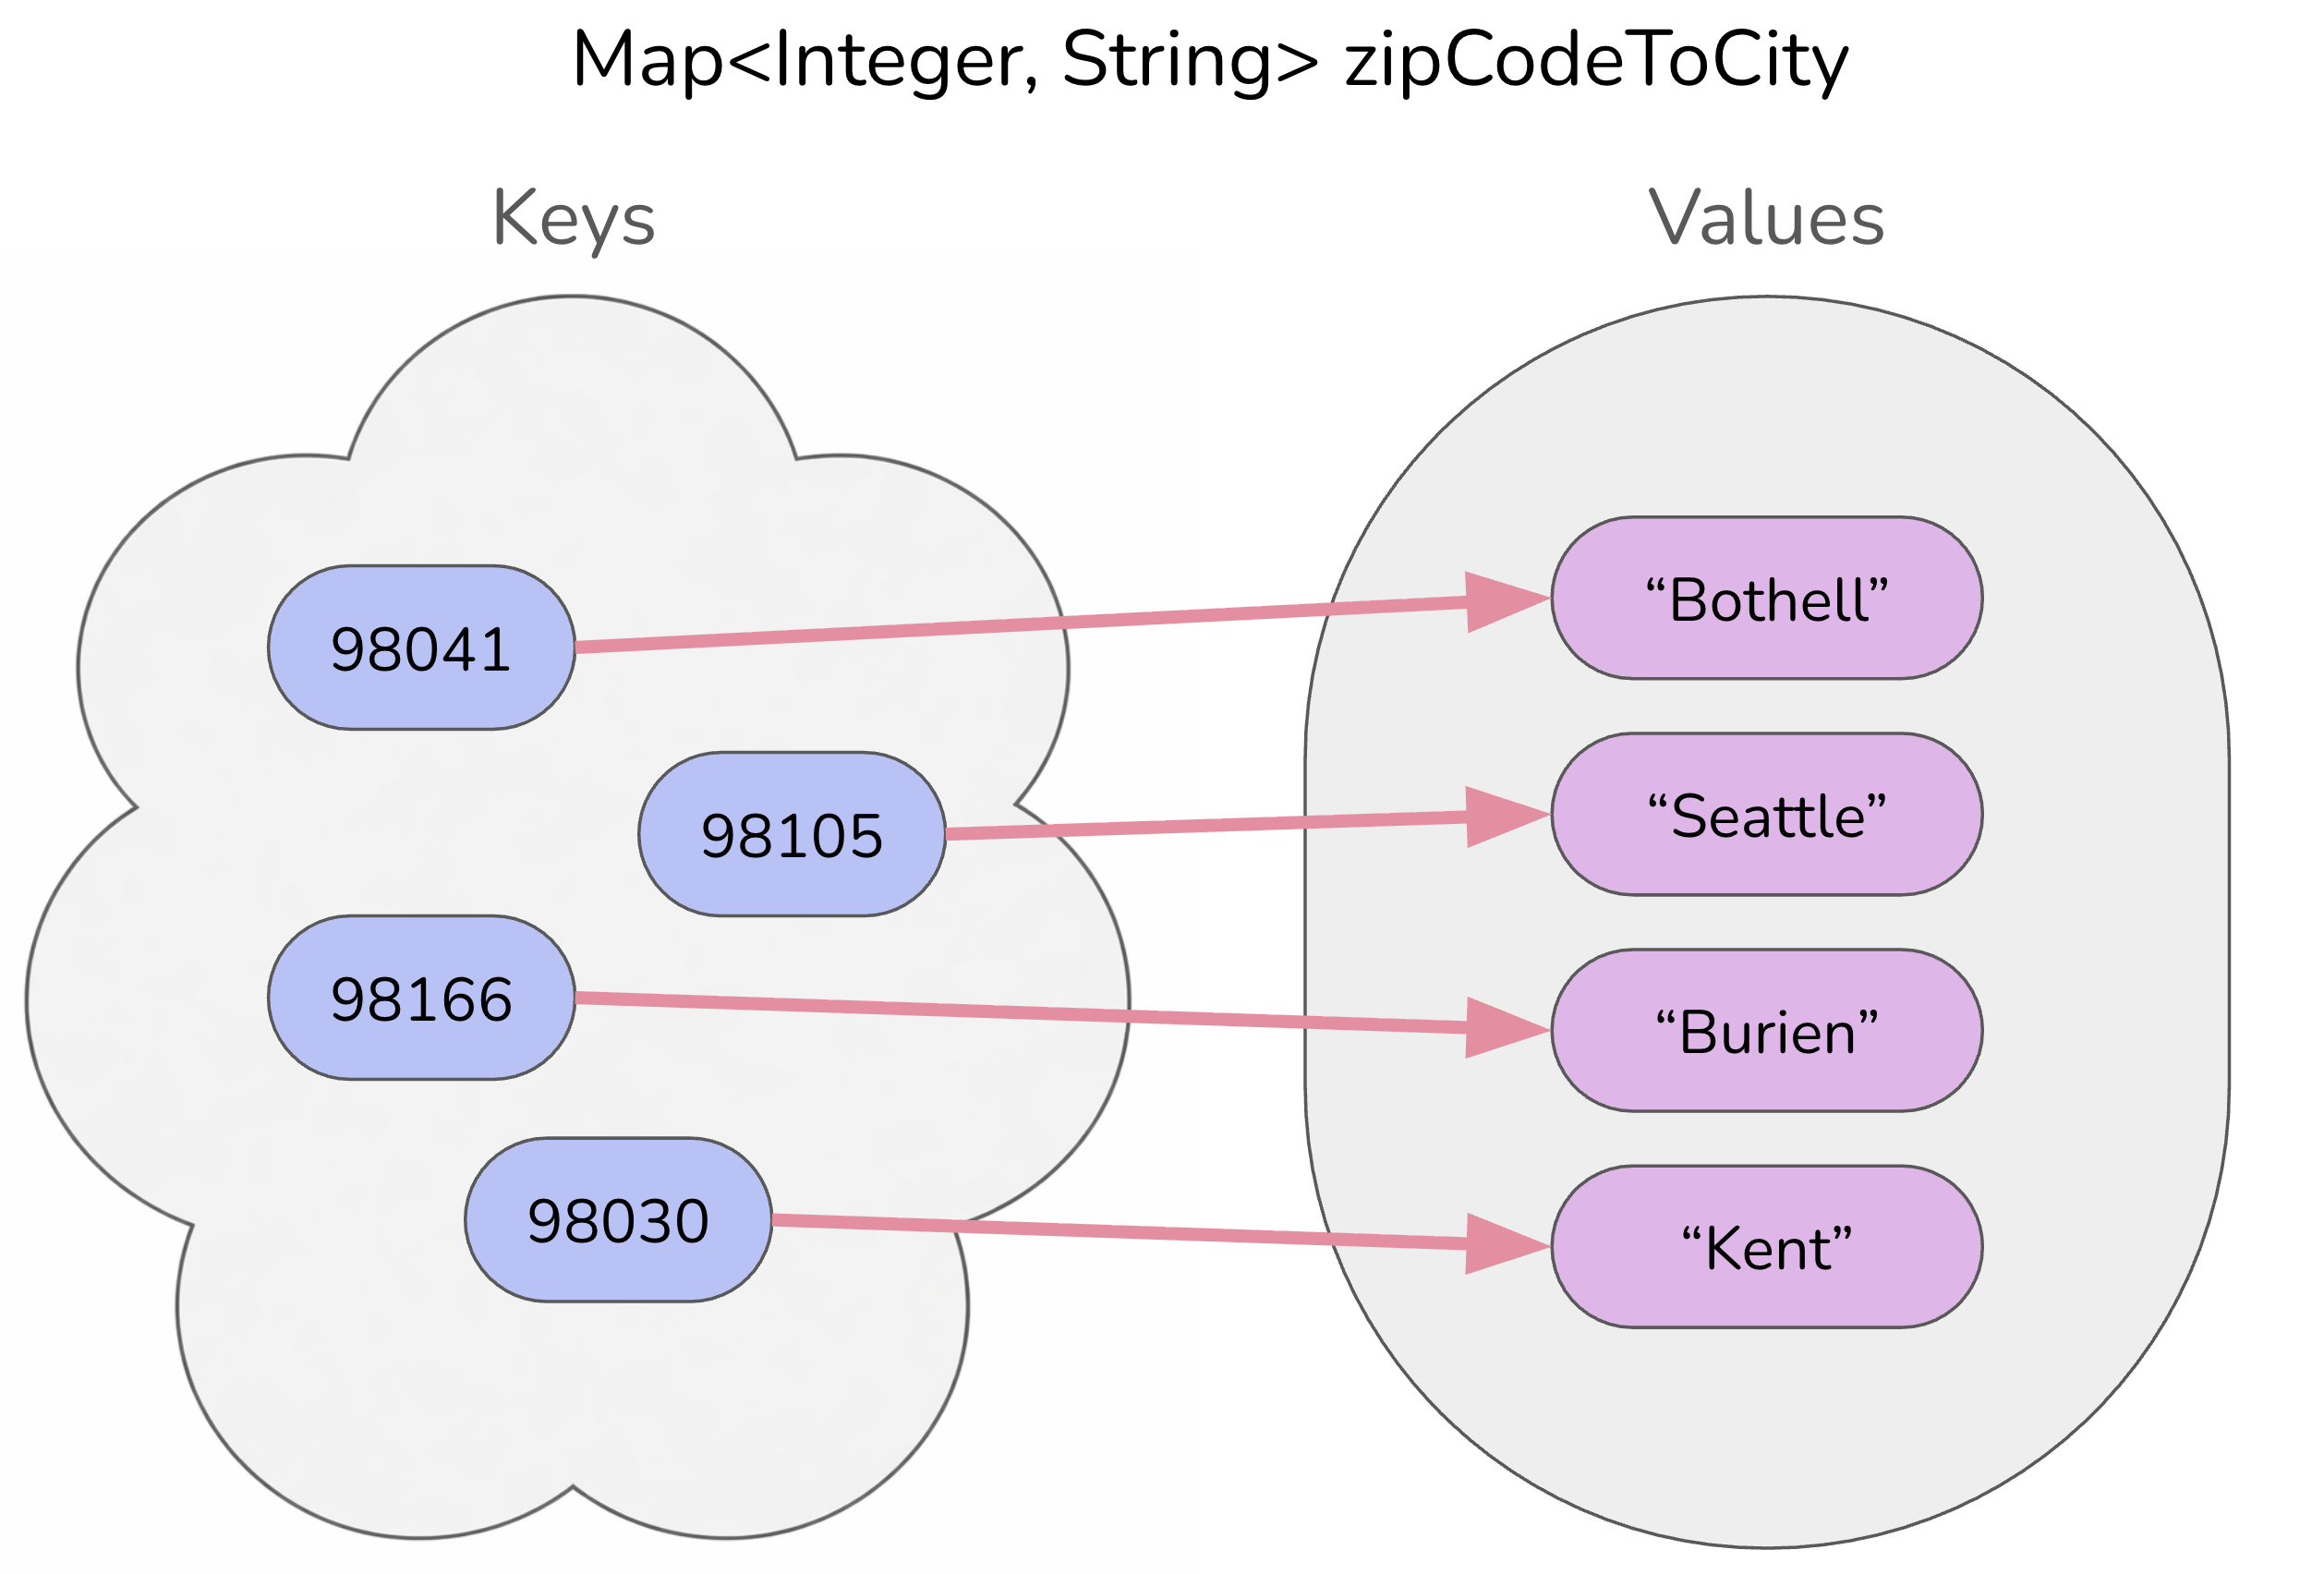 Map<Integer, String> zipCodeToCity
Keys
Values
98041
“Bothell”
98105
“Seattle”
98166
“Burien”
98030
“Kent”